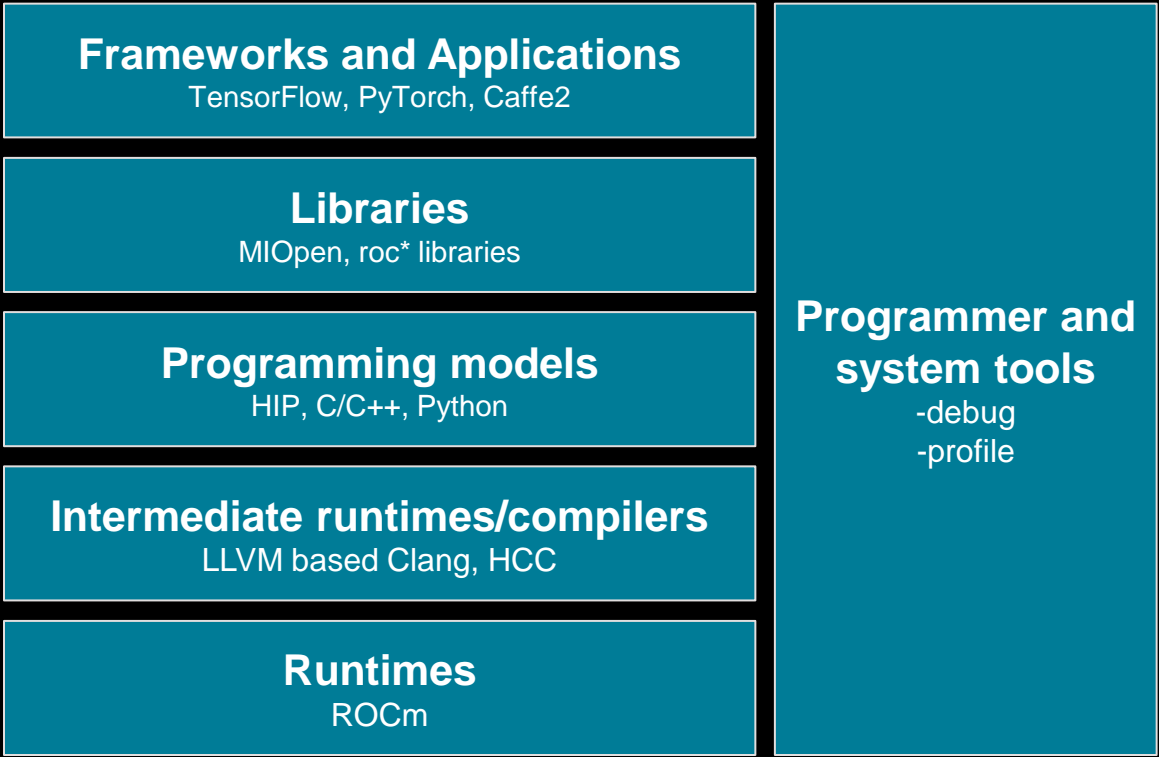 Frameworks and Applications
TensorFlow, PyTorch, Caffe2
Libraries
MIOpen, roc* libraries
Programming models
HIP, C/C++, Python
Intermediate runtimes/compilers
LLVM based Clang, HCC
Runtimes
ROCm
Programmer and
system tools
-debug
-profile